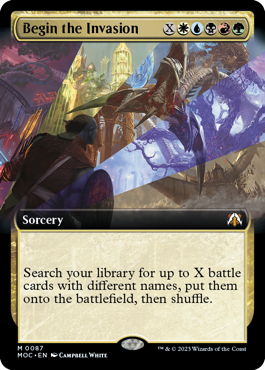 Begin the Invasion X
Sorcery
Search your library for up to X battle
cards with different names, put them
onto the battlefield, then shuffle.
M 0087
MOC • EN CAMPBELL WHITE ™ & © 2023 Wizards of the Coast